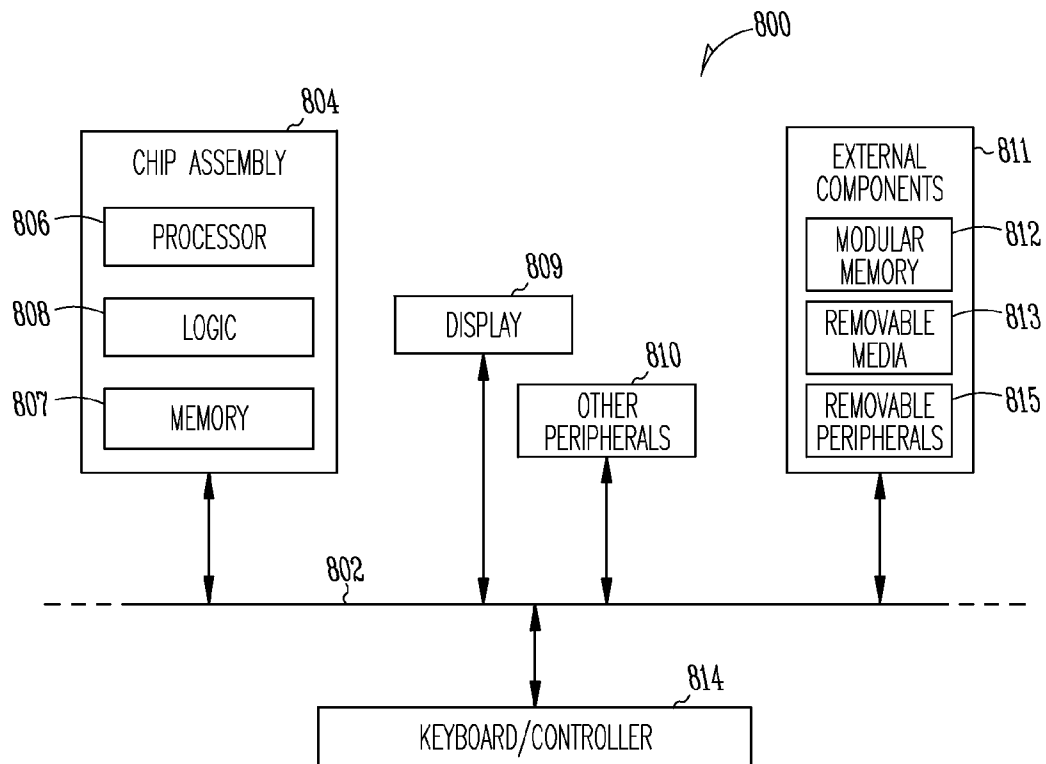 800
804
CHIP ASSEMBLY
806
PROCESSOR
808
LOGIC
807
MEMORY
809
DISPLAY
810
OTHER
PERIPHERALS
811
EXTERNAL
COMPONENTS
812
MODULAR
MEMORY
813
REMOVABLE
MEDIA
815
REMOVABLE
PERIPHERALS
802
814
KEYBOARD/CONTROLLER